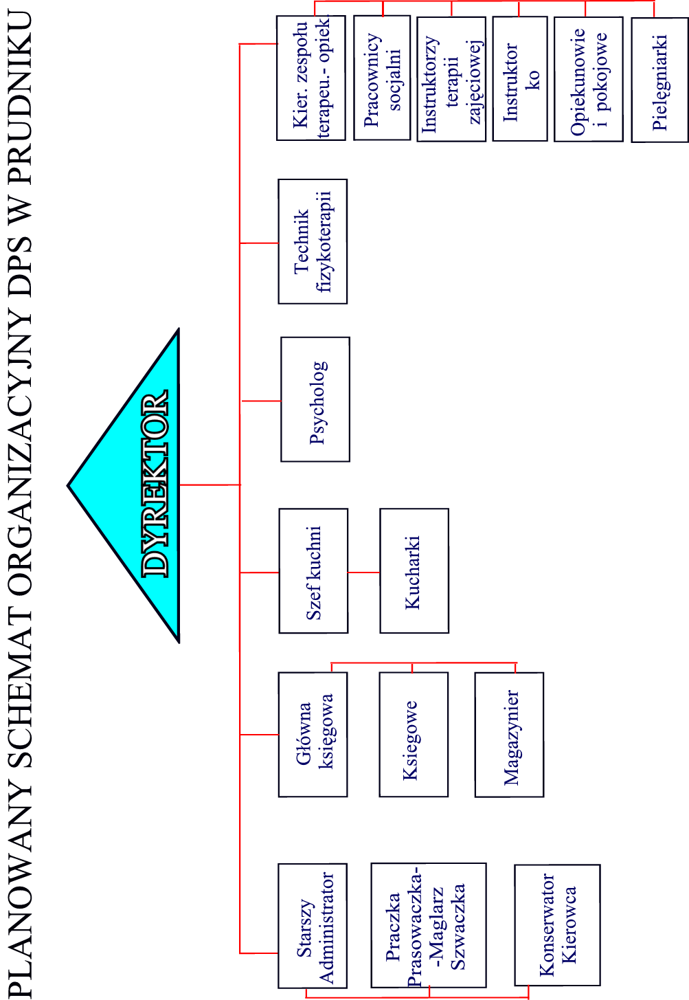 PLANOWANY SCHEMAT ORGANIZACYJNY DPS W PRUDNIKU
DYREKTOR
Starszy
Administrator
Praczka
Prasowaczka-
-Maglarz
Szwaczka
Konserwator
Kierowca
Główna
księgowa
Ksiegowe
Magazynier
Szef kuchni
Kucharki
Psycholog
Technik
fizykoterapii
Kier. zespołu
terapeu.- opiek.
Pracownicy
socjalni
Instruktorzy
terapii
zajęciowej
Instruktor
ko
Opiekunowie
i pokojowe
Pielęgniarki